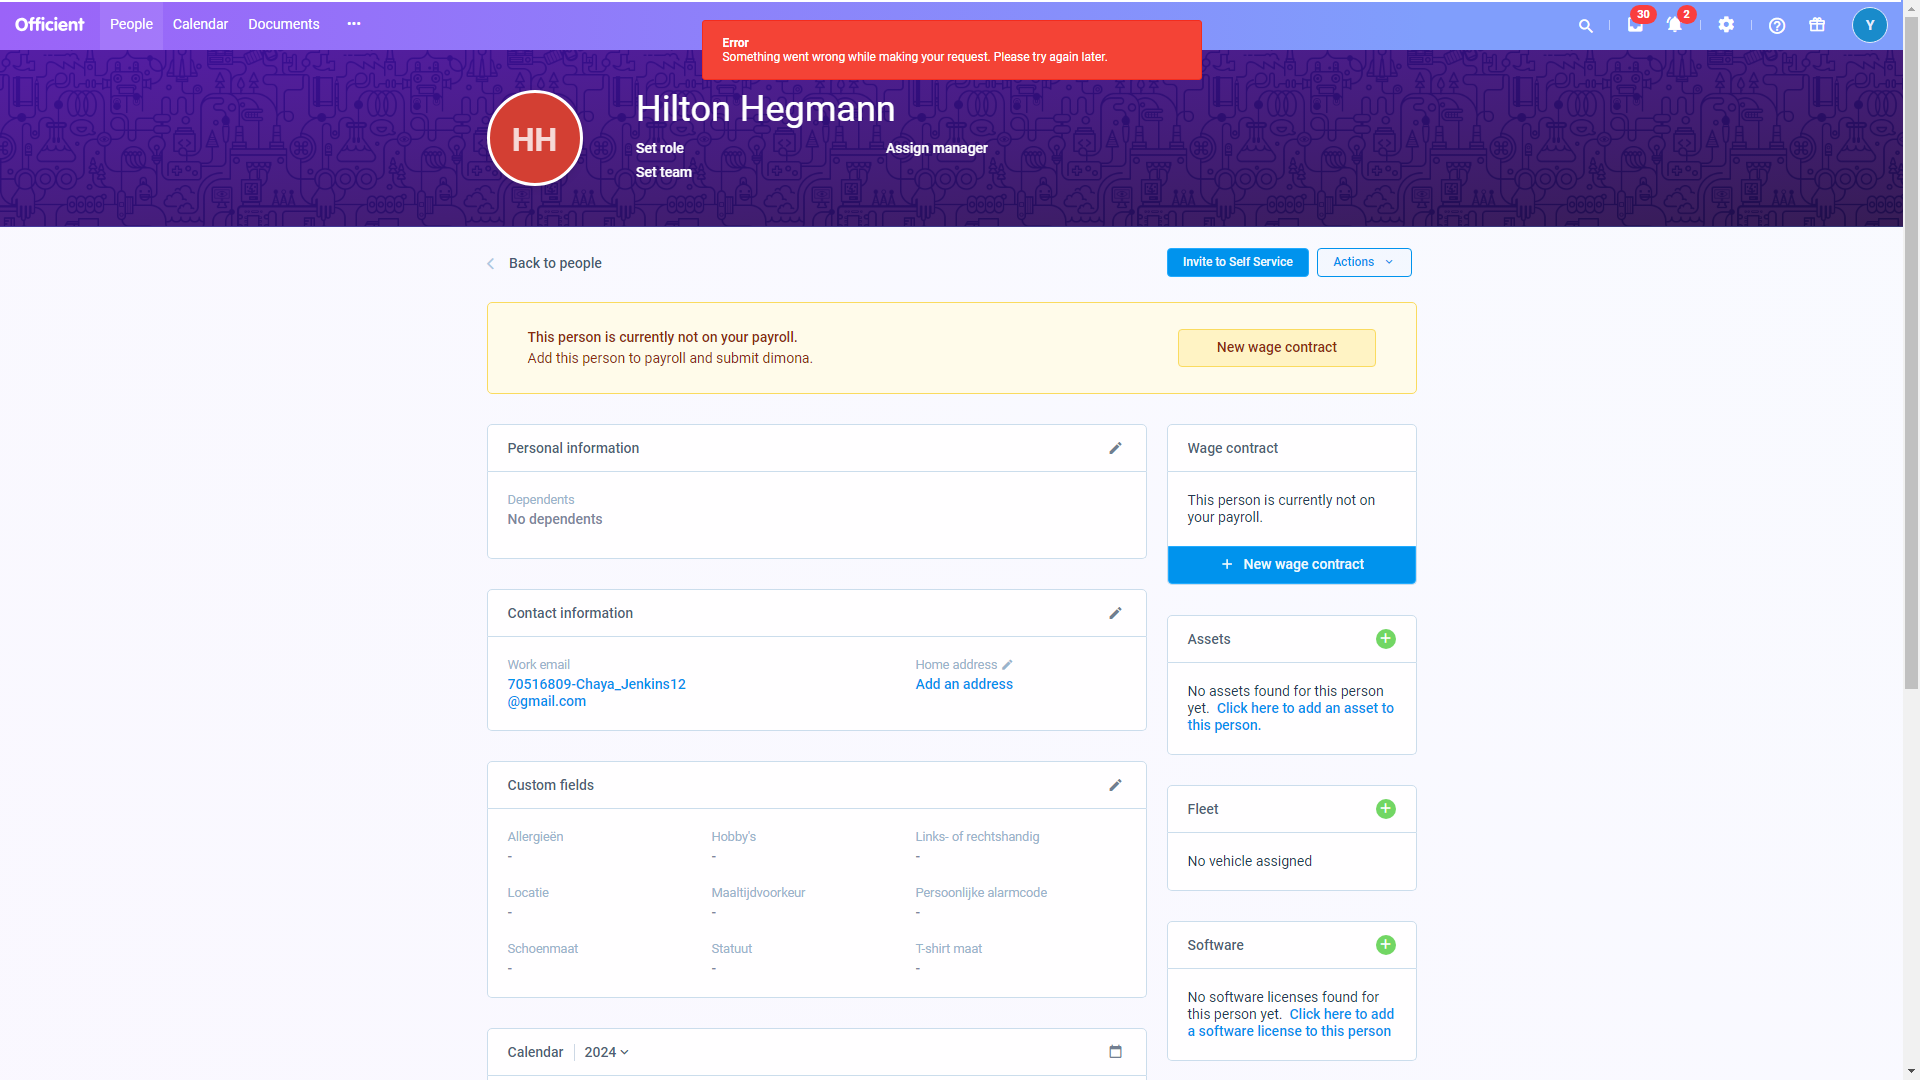 Officient
People
Calendar
Documents
30
2
Y
Error
Something went wrong while making your request. Please try again later.
HH
Hilton Hegmann
Set role
Assign manager
Set team
Back to people
Invite to Self Service
Actions
This person is currently not on your payroll.
Add this person to payroll and submit dimona.
New wage contract
Personal information
Dependents
No dependents
Wage contract
This person is currently not on
your payroll.
New wage contract
Contact information
Work email
70516809-Chaya_Jenkins12
@gmail.com
Home address
Add an address
Assets
No assets found for this person
yet. Click here to add an asset to
this person.
Custom fields
Allergieën
-
Hobby's
-
Links- of rechtshandig
-
Locatie
-
Maaltijdvoorkeur
-
Persoonlijke alarmcode
-
Schoenmaat
-
Statuut
-
T-shirt maat
-
Fleet
No vehicle assigned
Software
No software licenses found for
this person yet. Click here to add
a software license to this person
Calendar
2024